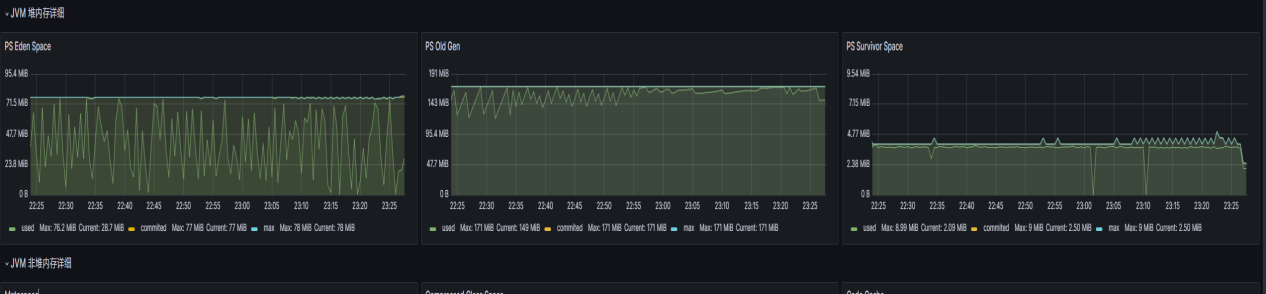 JVM 堆内存详细
PS Eden Space
95.4 MiB
71.5 MiB
47.7 MiB
23.8 MiB
0 B
22:25 22:30 22:35 22:40 22:45 22:50 22:55 23:00 23:05 23:10 23:15 23:20 23:25
used Max: 76.2 MiB Current: 28.7 MiB commited Max: 77 MiB Current: 77 MiB max Max: 78 MiB Current: 78 MiB
PS Old Gen
191 MiB
143 MiB
95.4 MiB
47.7 MiB
0 B
22:25 22:30 22:35 22:40 22:45 22:50 22:55 23:00 23:05 23:10 23:15 23:20 23:25
used Max: 171 MiB Current: 149 MiB commited Max: 171 MiB Current: 171 MiB max Max: 171 MiB Current: 171 MiB
PS Survivor Space
9.54 MiB
7.15 MiB
4.77 MiB
2.38 MiB
0 B
22:25 22:30 22:35 22:40 22:45 22:50 22:55 23:00 23:05 23:10 23:15 23:20 23:25
used Max: 8.99 MiB Current: 2.09 MiB commited Max: 9 MiB Current: 2.50 MiB max Max: 9 MiB Current: 2.50 MiB
JVM 非堆内存详细